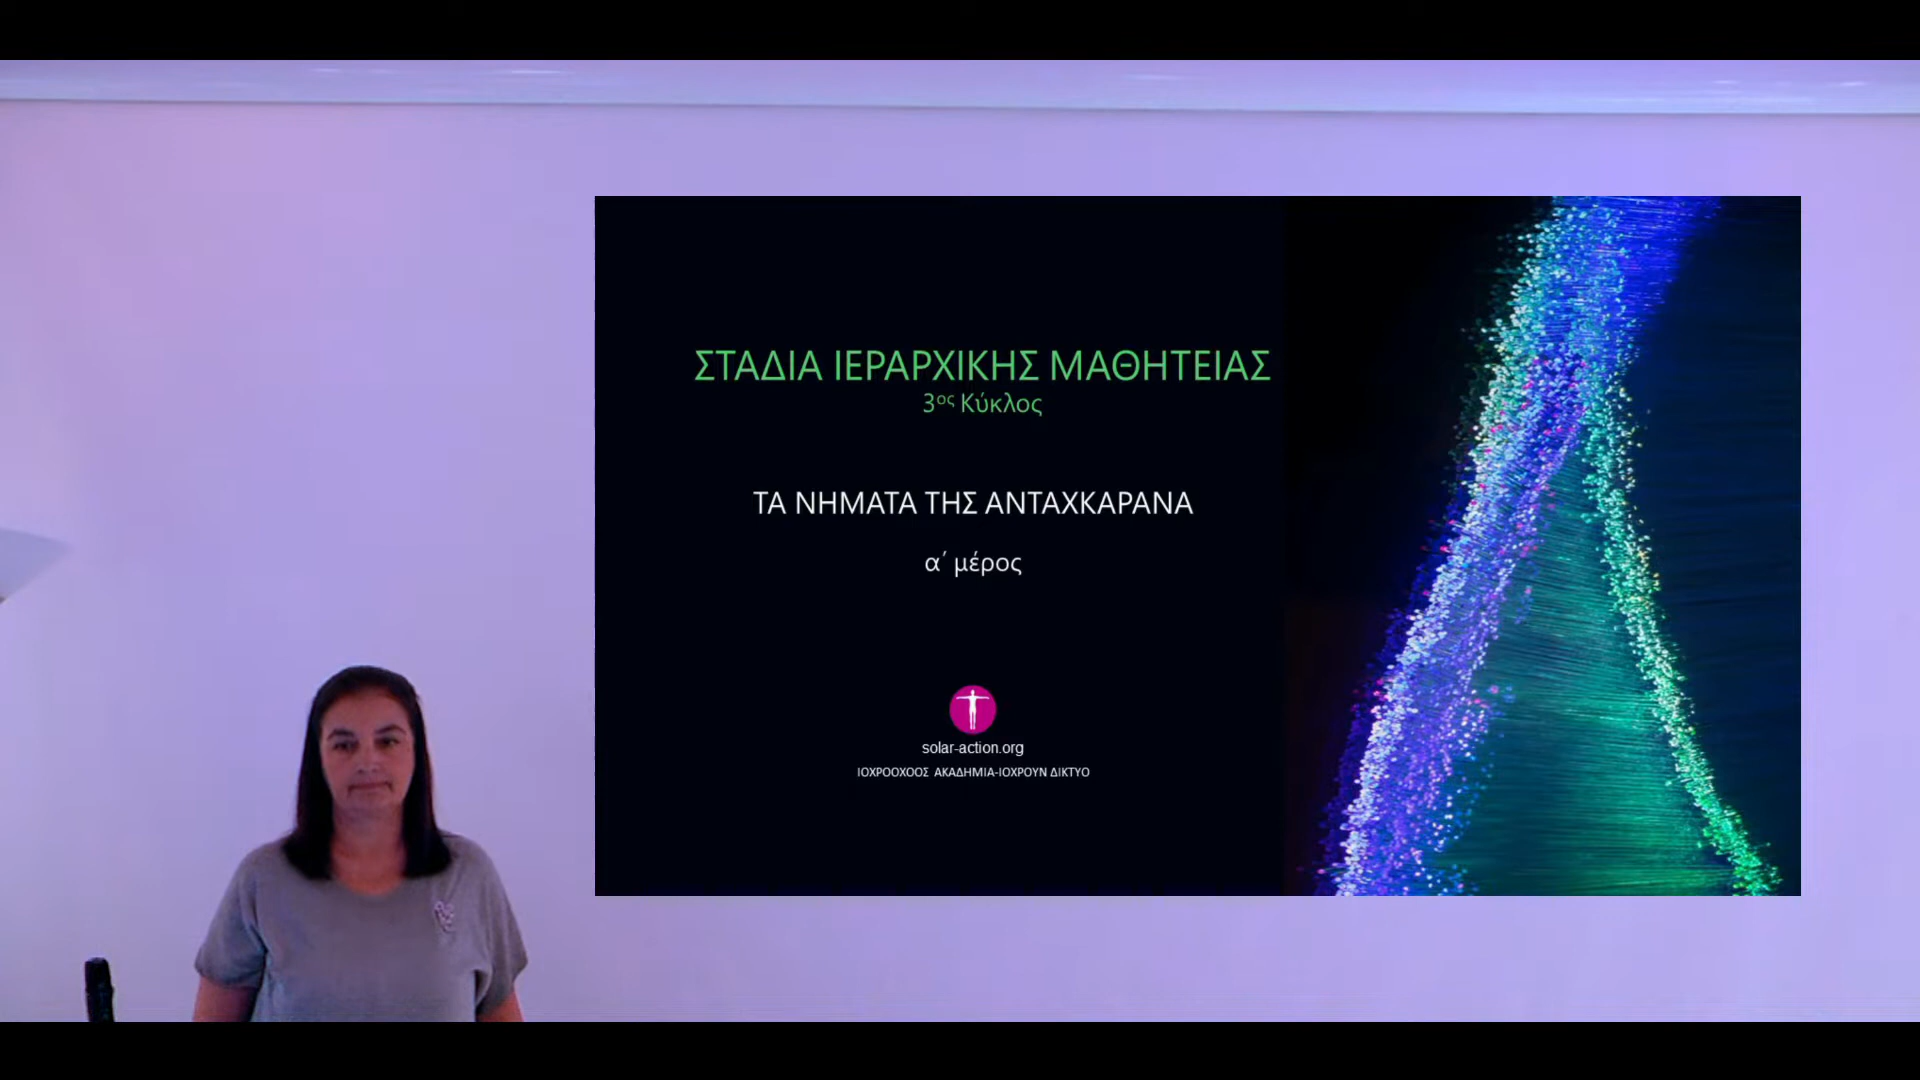 ΣΤΑΔΙΑ ΙΕΡΑΡΧΙΚΗΣ ΜΑΘΗΤΕΙΑΣ
3ος Κύκλος
ΤΑ ΝΗΜΑΤΑ ΤΗΣ ΑΝΤΑΧΚΑΡΑΝΑ
α΄ μέρος
solar-action.org
ΙΟΧΡΟΟΧΟΟΣ ΑΚΑΔΗΜΙΑ-ΙΟΧΡΟΥΝ ΔΙΚΤΥΟ